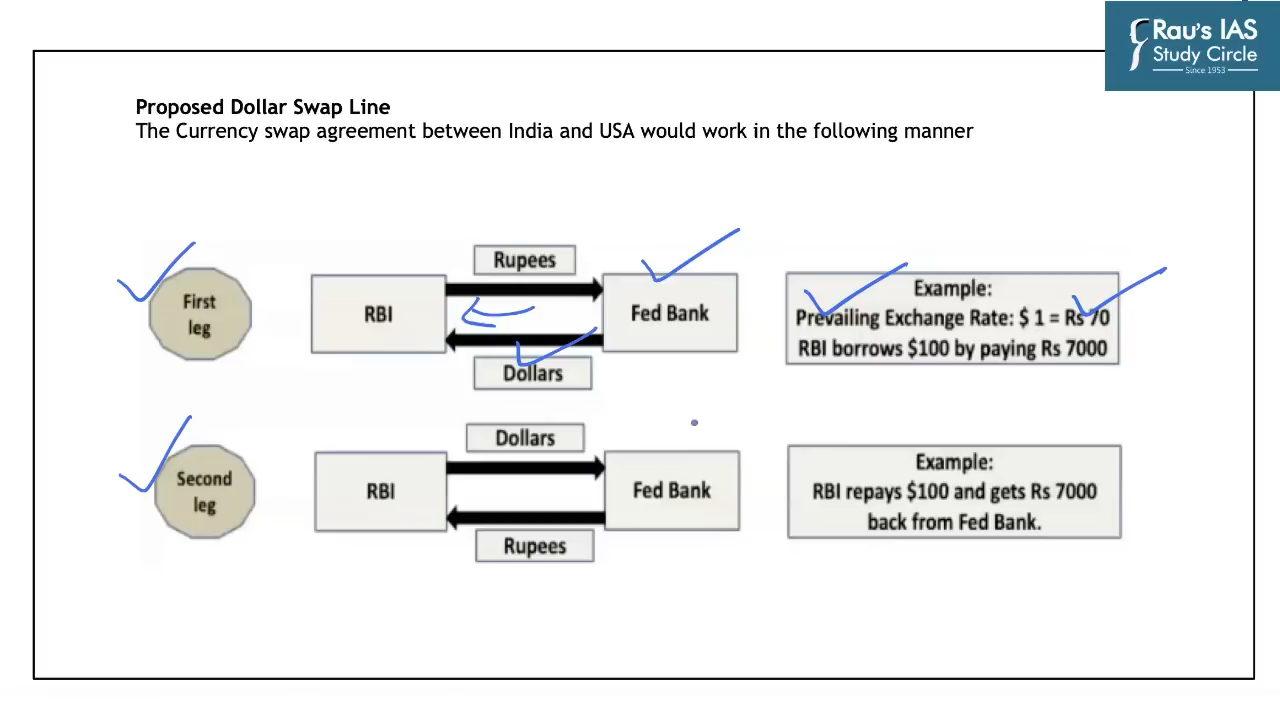 Rau's IAS
Study Circle
Since 1953
Proposed Dollar Swap Line
The Currency swap agreement between India and USA would work in the following manner
First
leg
RBI
Rupees
Dollars
Fed Bank
Example:
Prevailing Exchange Rate: $ 1 = Rs 70
RBI borrows $100 by paying Rs 7000
Second
leg
RBI
Dollars
Rupees
Fed Bank
Example:
RBI repays $100 and gets Rs 7000
back from Fed Bank.